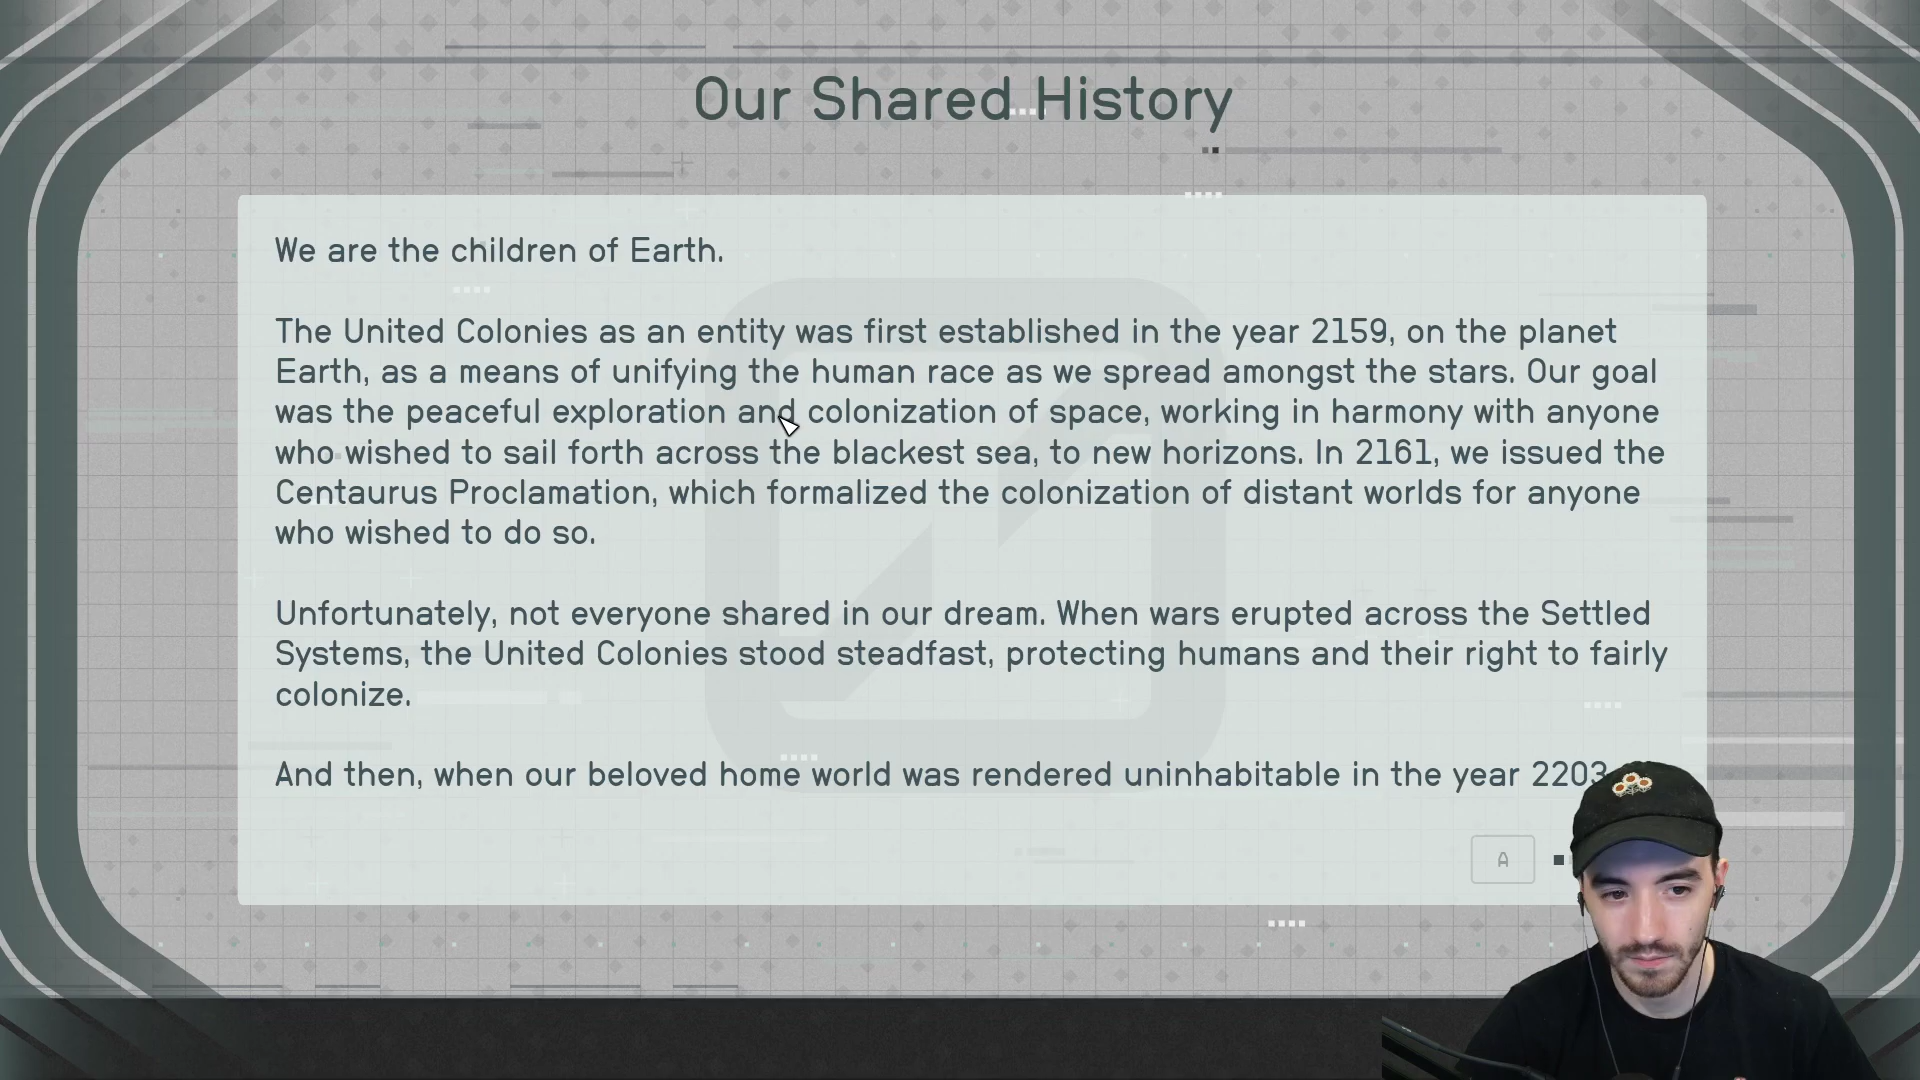 Our Shared History
We are the children of Earth.
The United Colonies as an entity was first established in the year 2159, on the planet
Earth, as a means of unifying the human race as we spread amongst the stars. Our goal
was the peaceful exploration and colonization of space, working in harmony with anyone
who wished to sail forth across the blackest sea, to new horizons. In 2161, we issued the
Centaurus Proclamation, which formalized the colonization of distant worlds for anyone
who wished to do so.
Unfortunately, not everyone shared in our dream. When wars erupted across the Settled
Systems, the United Colonies stood steadfast, protecting humans and their right to fairly
colonize.
And then, when our beloved home world was rendered uninhabitable in the year 2203
A